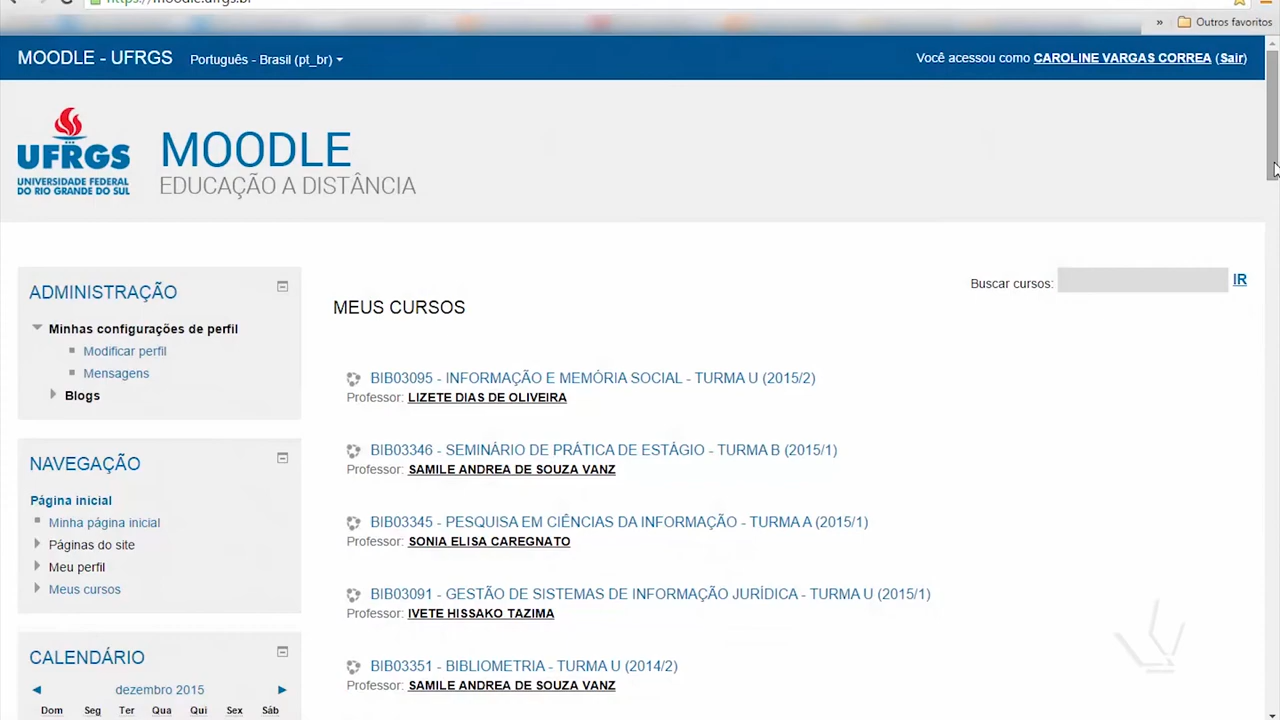 https://moodle.ufrgs.br
» Outros favoritos
MOODLE - UFRGS Português - Brasil (pt_br) Você acessou como CAROLINE VARGAS CORREA (Sair)
UFRGS
UNIVERSIDADE FEDERAL
DO RIO GRANDE DO SUL
MOODLE
EDUCAÇÃO A DISTÂNCIA
ADMINISTRAÇÃO
Minhas configurações de perfil
Modificar perfil
Mensagens
Blogs
NAVEGAÇÃO
Página inicial
Minha página inicial
Páginas do site
Meu perfil
Meus cursos
CALENDÁRIO
dezembro 2015
Dom Seg Ter Qua Qui Sex Sáb
Buscar cursos: IR
MEUS CURSOS
BIB03095 - INFORMAÇÃO E MEMÓRIA SOCIAL - TURMA U (2015/2)
Professor: LIZETE DIAS DE OLIVEIRA
BIB03346 - SEMINÁRIO DE PRÁTICA DE ESTÁGIO - TURMA B (2015/1)
Professor: SAMILE ANDREA DE SOUZA VANZ
BIB03345 - PESQUISA EM CIÊNCIAS DA INFORMAÇÃO - TURMA A (2015/1)
Professor: SONIA ELISA CAREGNATO
BIB03091 - GESTÃO DE SISTEMAS DE INFORMAÇÃO JURÍDICA - TURMA U (2015/1)
Professor: IVETE HISSAKO TAZIMA
BIB03351 - BIBLIOMETRIA - TURMA U (2014/2)
Professor: SAMILE ANDREA DE SOUZA VANZ